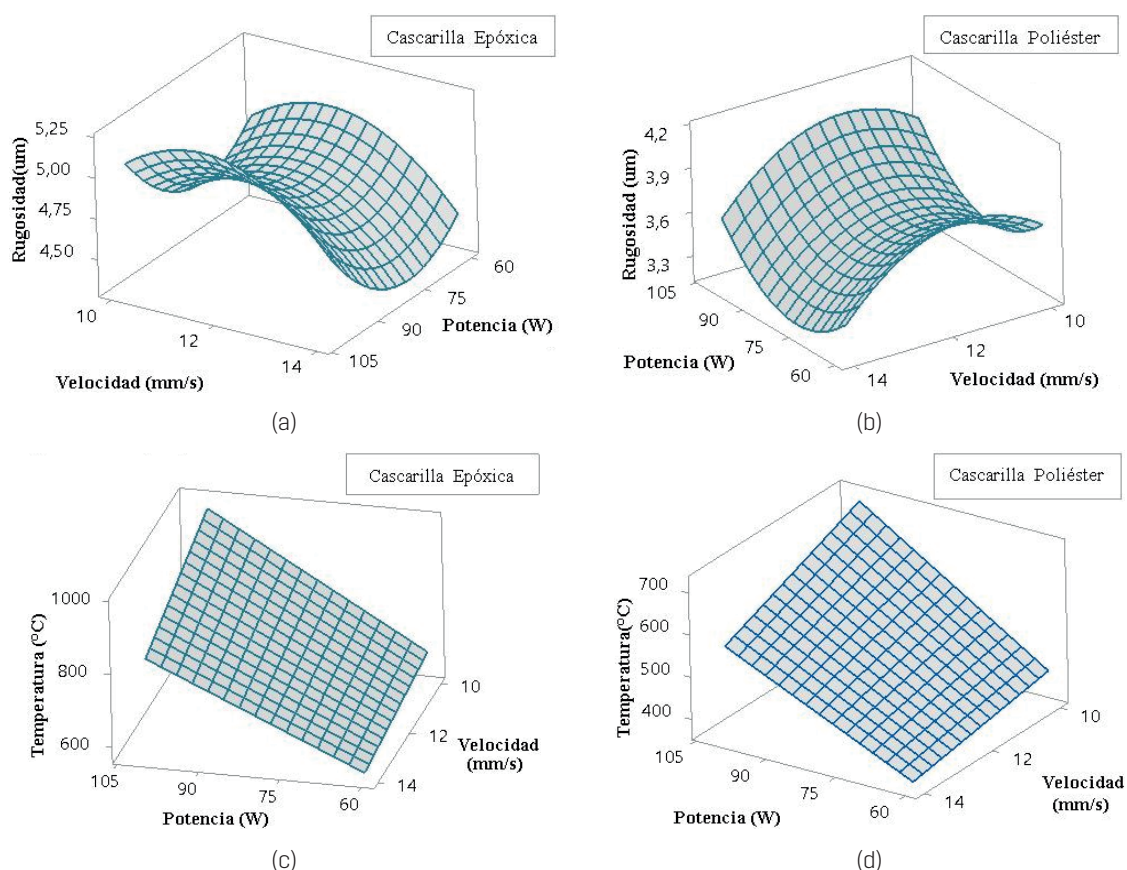 Cascarilla Epóxica
5,25
5,00
4,75
4,50
Rugosidad(um)
10
12
14
Velocidad (mm/s)
60
75
90
105
Potencia (W)
(a)
Cascarilla Poliéster
4,2
3,9
3,6
3,3
Rugosidad (um)
105
90
75
60
Potencia (W)
10
12
14
Velocidad (mm/s)
(b)
Cascarilla Epóxica
1000
800
600
Temperatura (°C)
105
90
75
60
Potencia (W)
10
12
14
Velocidad
(mm/s)
(c)
Cascarilla Poliéster
700
600
500
400
Temperatura(°C)
105
90
75
60
Potencia (W)
10
12
14
Velocidad
(mm/s)
(d)